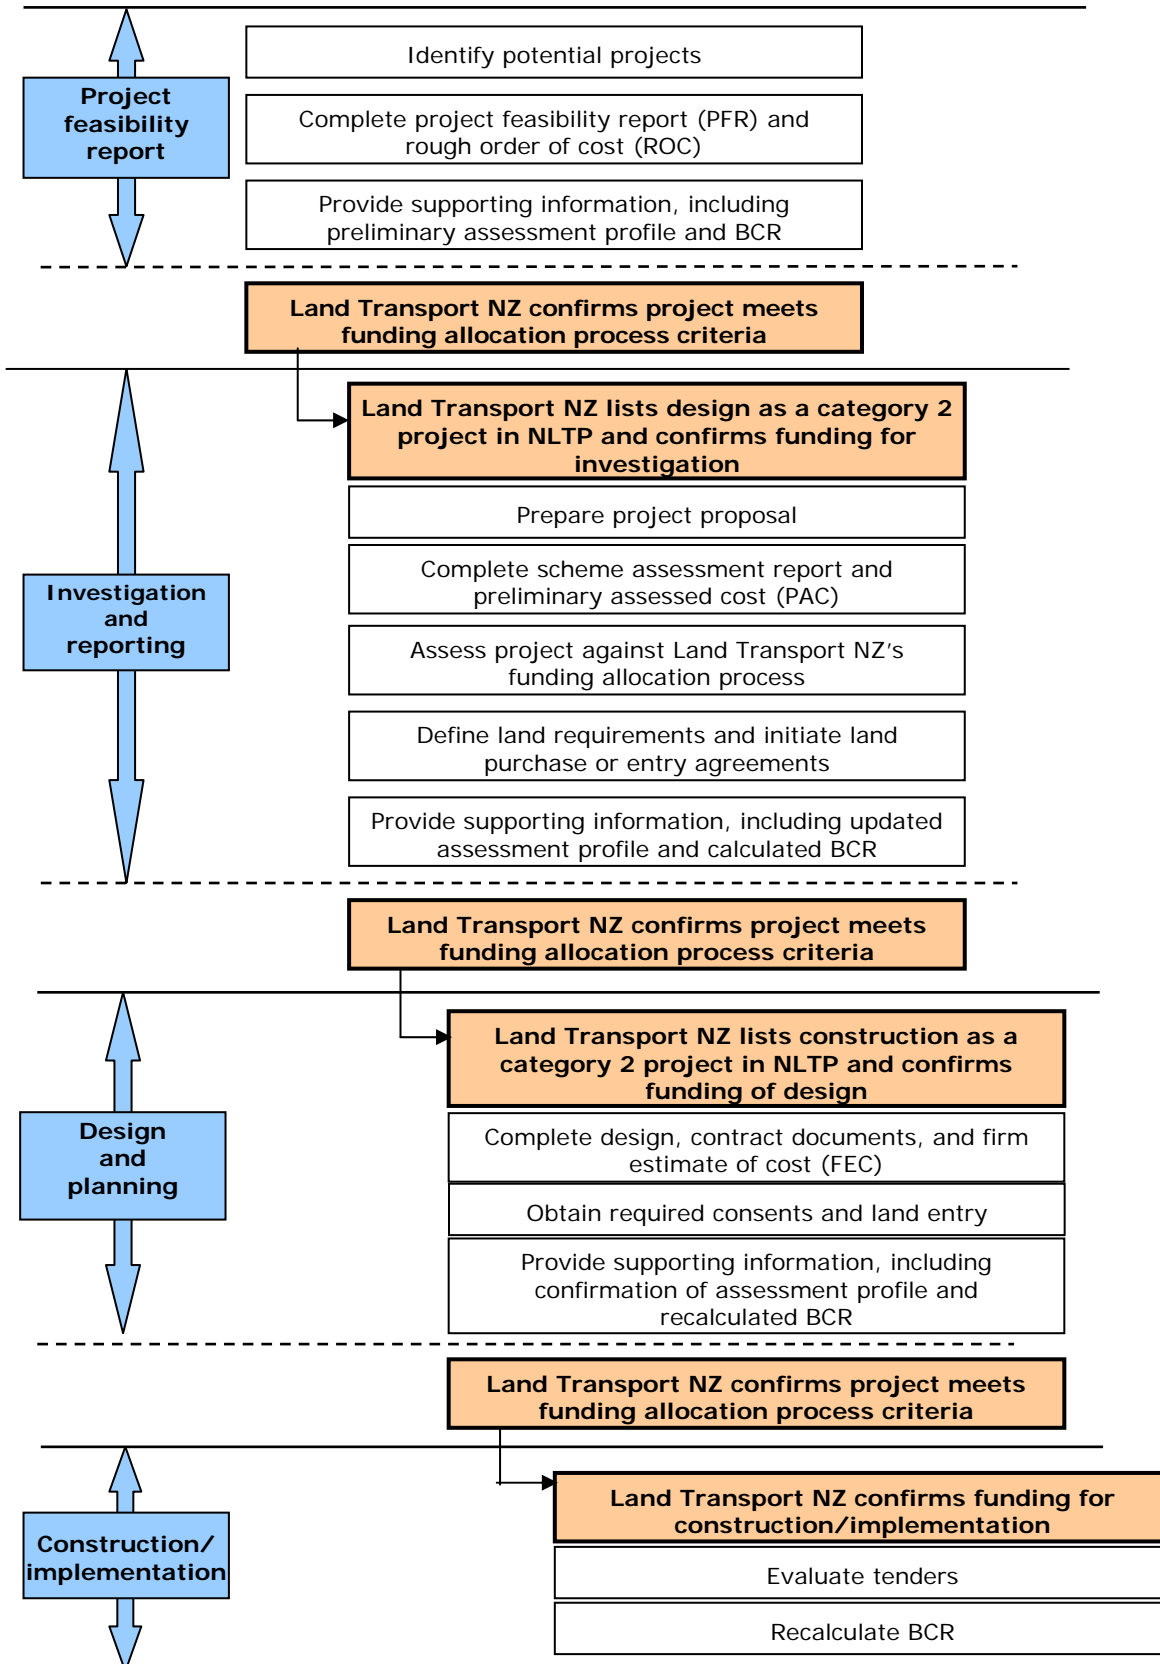 Project
feasibility
report
Identify potential projects
Complete project feasibility report (PFR) and
rough order of cost (ROC)
Provide supporting information, including
preliminary assessment profile and BCR
Land Transport NZ confirms project meets
funding allocation process criteria
Investigation
and
reporting
Land Transport NZ lists design as a category 2
project in NLTP and confirms funding for
investigation
Prepare project proposal
Complete scheme assessment report and
preliminary assessed cost (PAC)
Assess project against Land Transport NZ’s
funding allocation process
Define land requirements and initiate land
purchase or entry agreements
Provide supporting information, including updated
assessment profile and calculated BCR
Land Transport NZ confirms project meets
funding allocation process criteria
Design
and
planning
Land Transport NZ lists construction as a
category 2 project in NLTP and confirms
funding of design
Complete design, contract documents, and firm
estimate of cost (FEC)
Obtain required consents and land entry
Provide supporting information, including
confirmation of assessment profile and
recalculated BCR
Land Transport NZ confirms project meets
funding allocation process criteria
Construction/
implementation
Land Transport NZ confirms funding for
construction/implementation
Evaluate tenders
Recalculate BCR